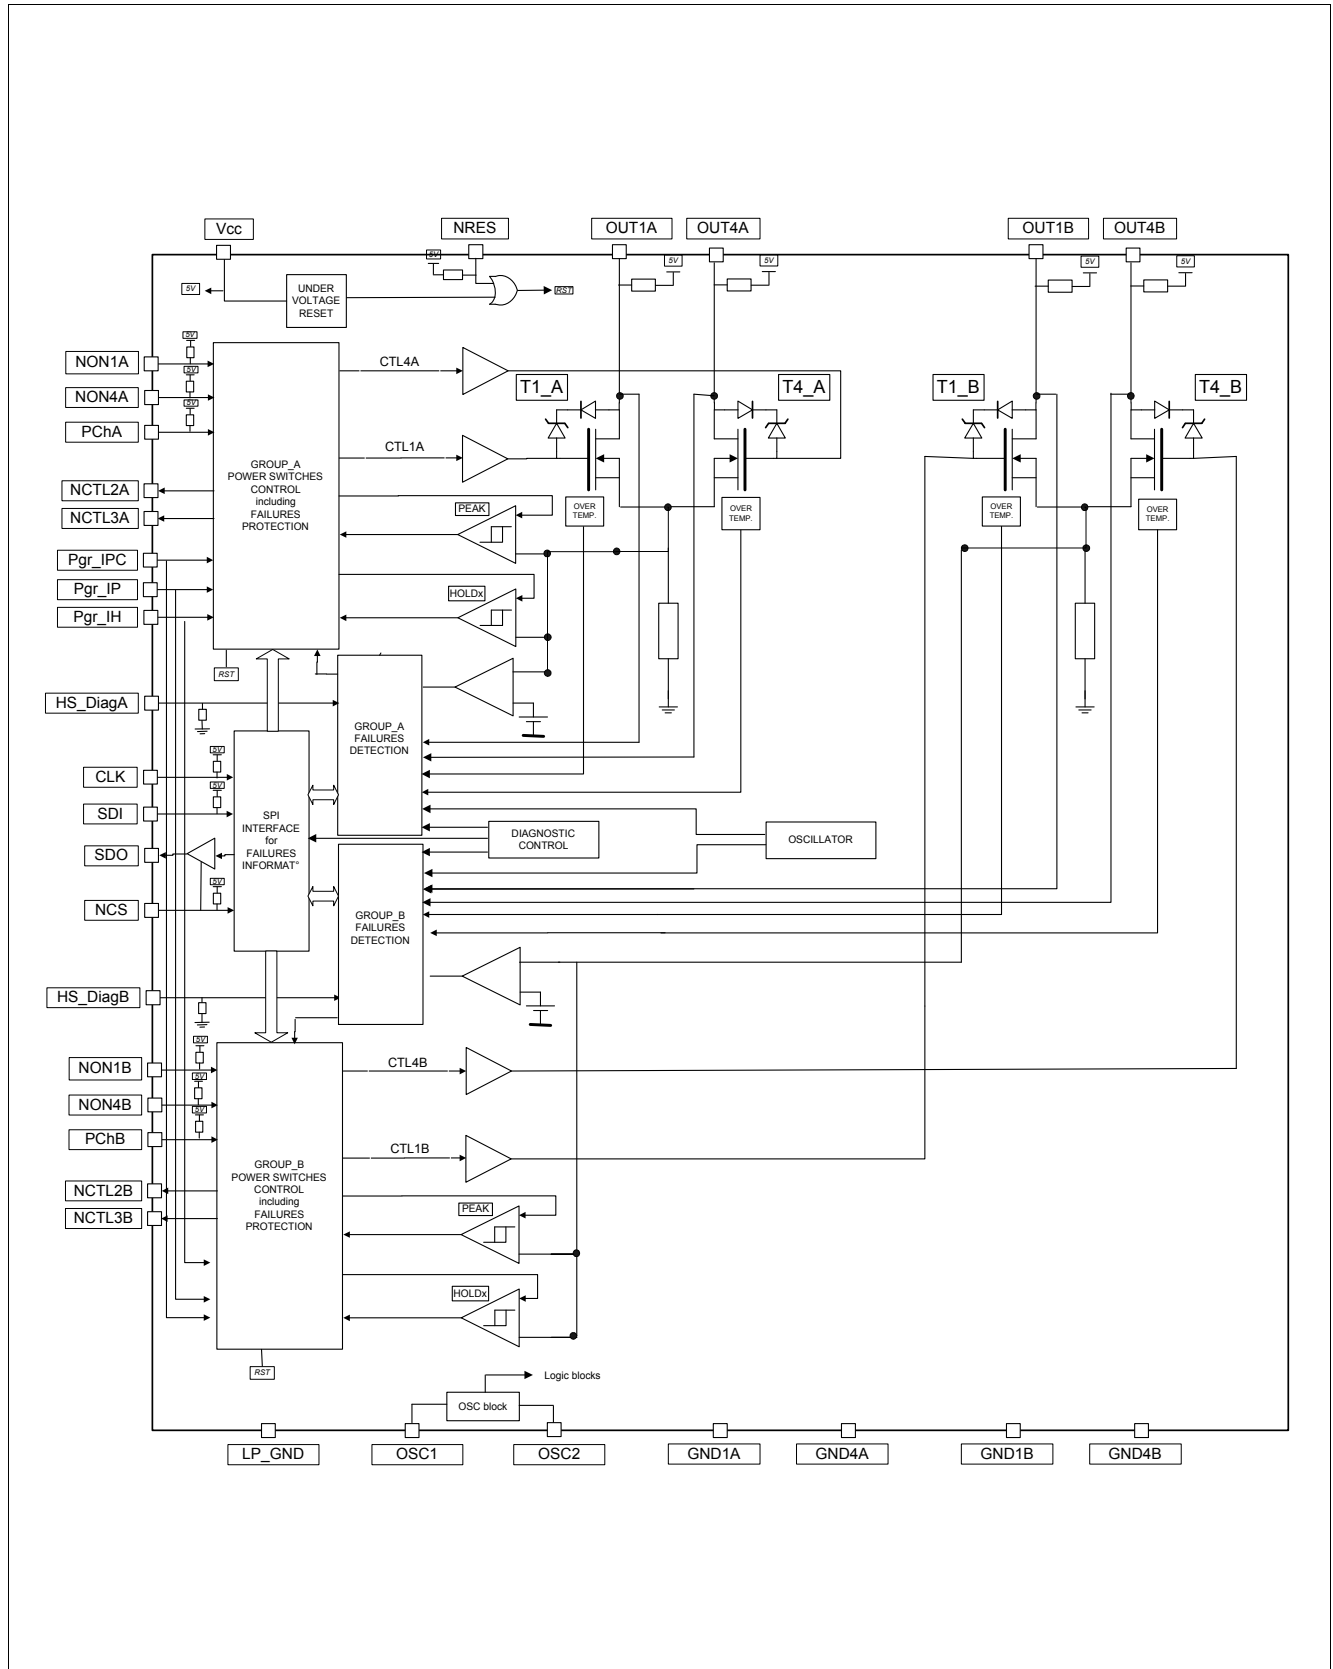 Vcc
NRES
OUT1A
OUT4A
OUT1B
OUT4B
5V
5V
5V
5V
5V
5V
UNDER
VOLTAGE
RESET
RST
NON1A
5V
NON4A
5V
PChA
5V
NCTL2A
NCTL3A
Pgr_IPC
Pgr_IP
Pgr_IH
GROUP_A
POWER SWITCHES
CONTROL
including
FAILURES
PROTECTION
CTL4A
CTL1A
PEAK
HOLDx
T1_A
T4_A
T1_B
T4_B
OVER
TEMP.
OVER
TEMP.
OVER
TEMP.
OVER
TEMP.
RST
HS_DiagA
GROUP_A
FAILURES
DETECTION
CLK
5V
SDI
5V
SDO
NCS
5V
SPI
INTERFACE
for
FAILURES
INFORMAT°
DIAGNOSTIC
CONTROL
OSCILLATOR
GROUP_B
FAILURES
DETECTION
HS_DiagB
NON1B
5V
NON4B
5V
PChB
5V
NCTL2B
NCTL3B
GROUP_B
POWER SWITCHES
CONTROL
including
FAILURES
PROTECTION
CTL4B
CTL1B
PEAK
HOLDx
RST
Logic blocks
OSC block
LP_GND
OSC1
OSC2
GND1A
GND4A
GND1B
GND4B